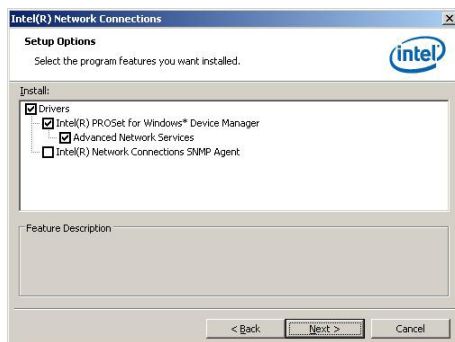 Intel(R) Network Connections
Setup Options
Select the program features you want installed.
intel
Install:
Drivers
Intel(R) PROSet for Windows* Device Manager
Advanced Network Services
Intel(R) Network Connections SNMP Agent
Feature Description
< Back
Next >
Cancel